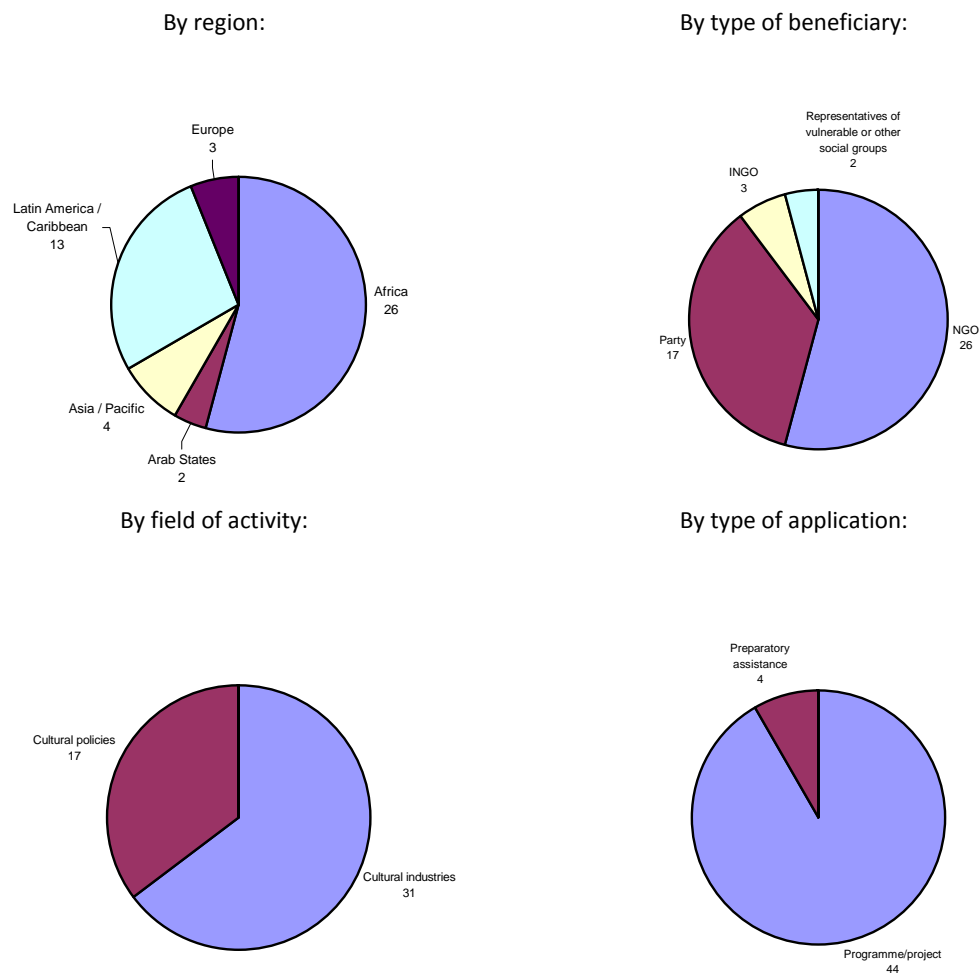 By region:
Europe
3
Latin America /
Caribbean
13
Africa
26
Asia / Pacific
4
Arab States
2
By type of beneficiary:
Representatives of
vulnerable or other
social groups
2
INGO
3
Party
17
NGO
26
By field of activity:
Cultural policies
17
Cultural industries
31
By type of application:
Preparatory
assistance
4
Programme/project
44